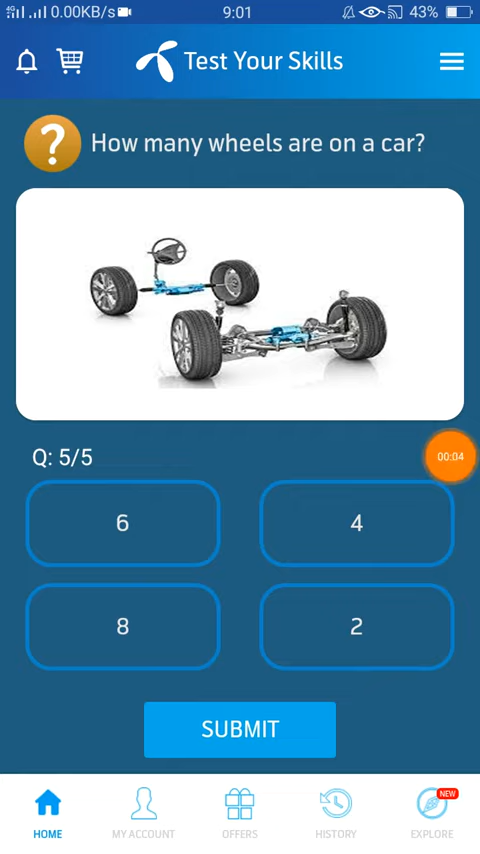 4G 0.00KB/s 9:01 43%
Test Your Skills
? How many wheels are on a car?
Q: 5/5
00:04
6 4
8 2
SUBMIT
NEW
HOME MY ACCOUNT OFFERS HISTORY EXPLORE